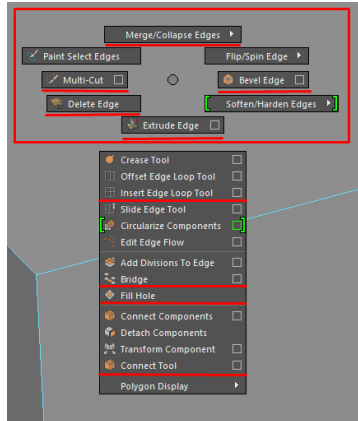 Merge/Collapse Edges
Paint Select Edges
Flip/Spin Edge
Multi-Cut
Bevel Edge
Delete Edge
Soften/Harden Edges
Extrude Edge
Crease Tool
Offset Edge Loop Tool
Insert Edge Loop Tool
Slide Edge Tool
Circularize Components
Edit Edge Flow
Add Divisions To Edge
Bridge
Fill Hole
Connect Components
Detach Components
Transform Component
Connect Tool
Polygon Display